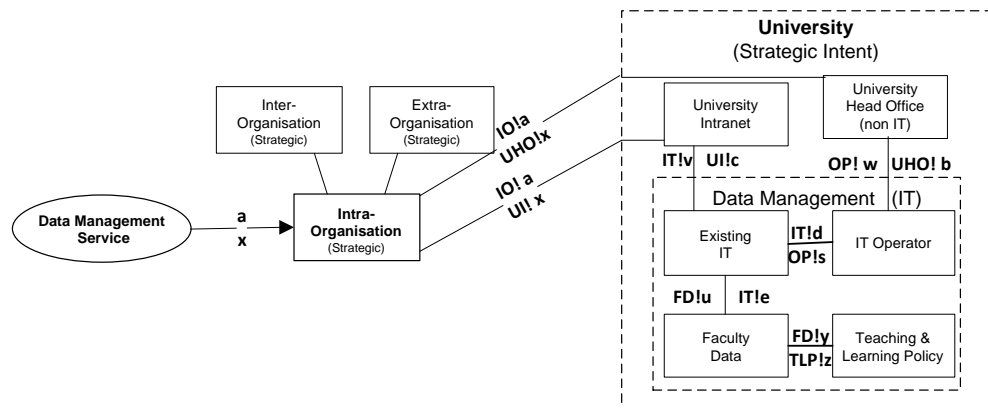 University
(Strategic Intent)
Inter-
Organisation
(Strategic)
Extra-
Organisation
(Strategic)
IO!a
UHO!x
University
Intranet
University
Head Office
(non IT)
IT!v UI!c
OP! w UHO! b
IO! a
UI! x
Data Management (IT)
Data Management
Service
a
x
Intra-
Organisation
(Strategic)
Existing
IT
IT!d
OP!s
IT Operator
FD!u IT!e
Faculty
Data
FD!y
TLP!z
Teaching &
Learning Policy